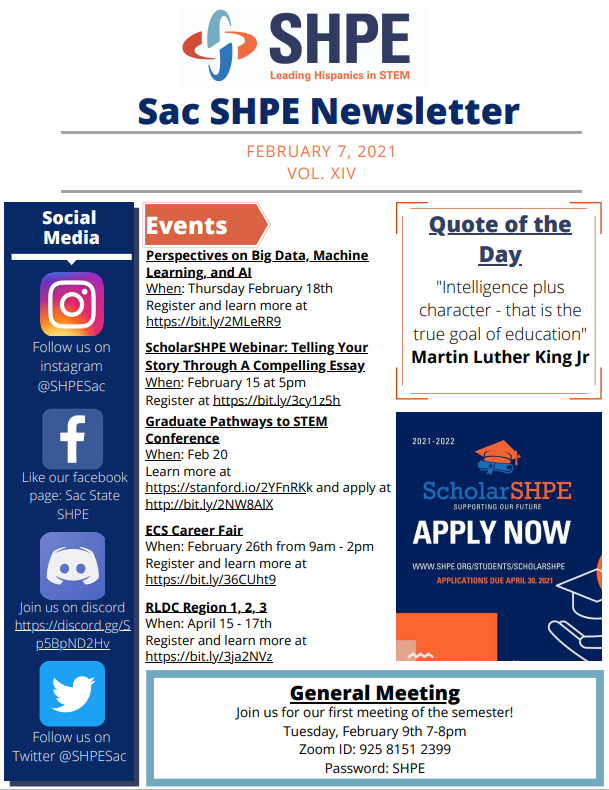 SHPE
Leading Hispanics in STEM
Sac SHPE Newsletter
FEBRUARY 7, 2021
VOL. XIV
Social
Media
Follow us on
instagram
@SHPESac
Like our facebook
page: Sac State
SHPE
Join us on discord
https://discord.gg/S
p5BpND2Hv
Follow us on
Twitter @SHPESac
Events
Perspectives on Big Data, Machine
Learning, and AI
When: Thursday February 18th
Register and learn more at
https://bit.ly/2MLeRR9
ScholarSHPE Webinar: Telling Your
Story Through A Compelling Essay
When: February 15 at 5pm
Register at https://bit.ly/3cy1z5h
Graduate Pathways to STEM
Conference
When: Feb 20
Learn more at
https://stanford.io/2YFnRKk and apply at
http://bit.ly/2NW8AlX
ECS Career Fair
When: February 26th from 9am - 2pm
Register and learn more at
https://bit.ly/36CUht9
RLDC Region 1, 2, 3
When: April 15 - 17th
Register and learn more at
https://bit.ly/3ja2NVz
Quote of the
Day
"Intelligence plus
character - that is the
true goal of education"
Martin Luther King Jr
2021-2022
ScholarSHPE
SUPPORTING OUR FUTURE
APPLY NOW
WWW.SHPE.ORG/STUDENTS/SCHOLARSHPE
APPLICATIONS DUE APRIL 30, 2021
General Meeting
Join us for our first meeting of the semester!
Tuesday, February 9th 7-8pm
Zoom ID: 925 8151 2399
Password: SHPE